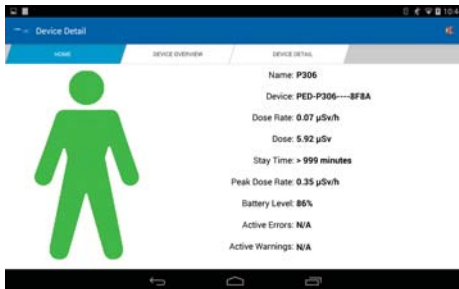 10:4
Device Detail
HOME
DEVICE OVERVIEW
DEVICE DETAIL
Name: P306
Device: PED-P306----8F8A
Dose Rate: 0.07 µSv/h
Dose: 5.92 µSv
Stay Time: > 999 minutes
Peak Dose Rate: 0.35 µSv/h
Battery Level: 86%
Active Errors: N/A
Active Warnings: N/A